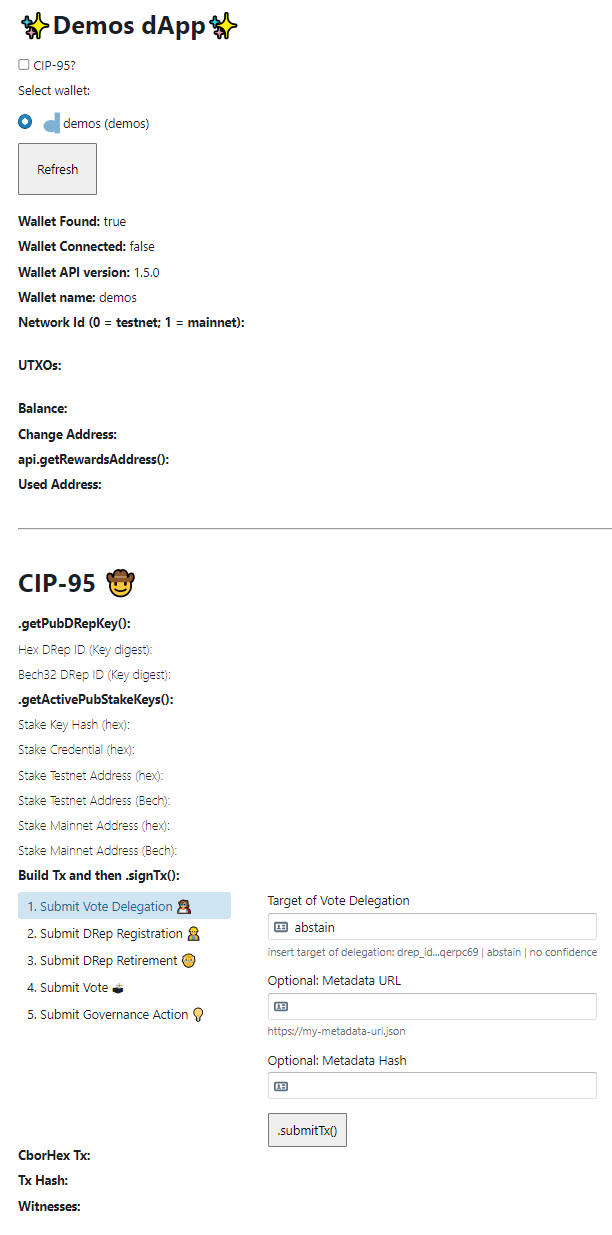 ✨Demos dApp✨
CIP-95?
Select wallet:
demos (demos)
Refresh
Wallet Found: true
Wallet Connected: false
Wallet API version: 1.5.0
Wallet name: demos
Network Id (0 = testnet; 1 = mainnet):
UTXOs:
Balance:
Change Address:
api.getRewardsAddress():
Used Address:
CIP-95 🤠
.getPubDRepKey():
Hex DRep ID (Key digest):
Bech32 DRep ID (Key digest):
.getActivePubStakeKeys():
Stake Key Hash (hex):
Stake Credential (hex):
Stake Testnet Address (hex):
Stake Testnet Address (Bech):
Stake Mainnet Address (hex):
Stake Mainnet Address (Bech):
Build Tx and then .signTx():
1. Submit Vote Delegation
2. Submit DRep Registration
3. Submit DRep Retirement
4. Submit Vote
5. Submit Governance Action 💡
Target of Vote Delegation
abstain
insert target of delegation: drep_id...qerpc69 | abstain | no confidence
Optional: Metadata URL
https://my-metadata-url.json
Optional: Metadata Hash
.submitTx()
CborHex Tx:
Tx Hash:
Witnesses: